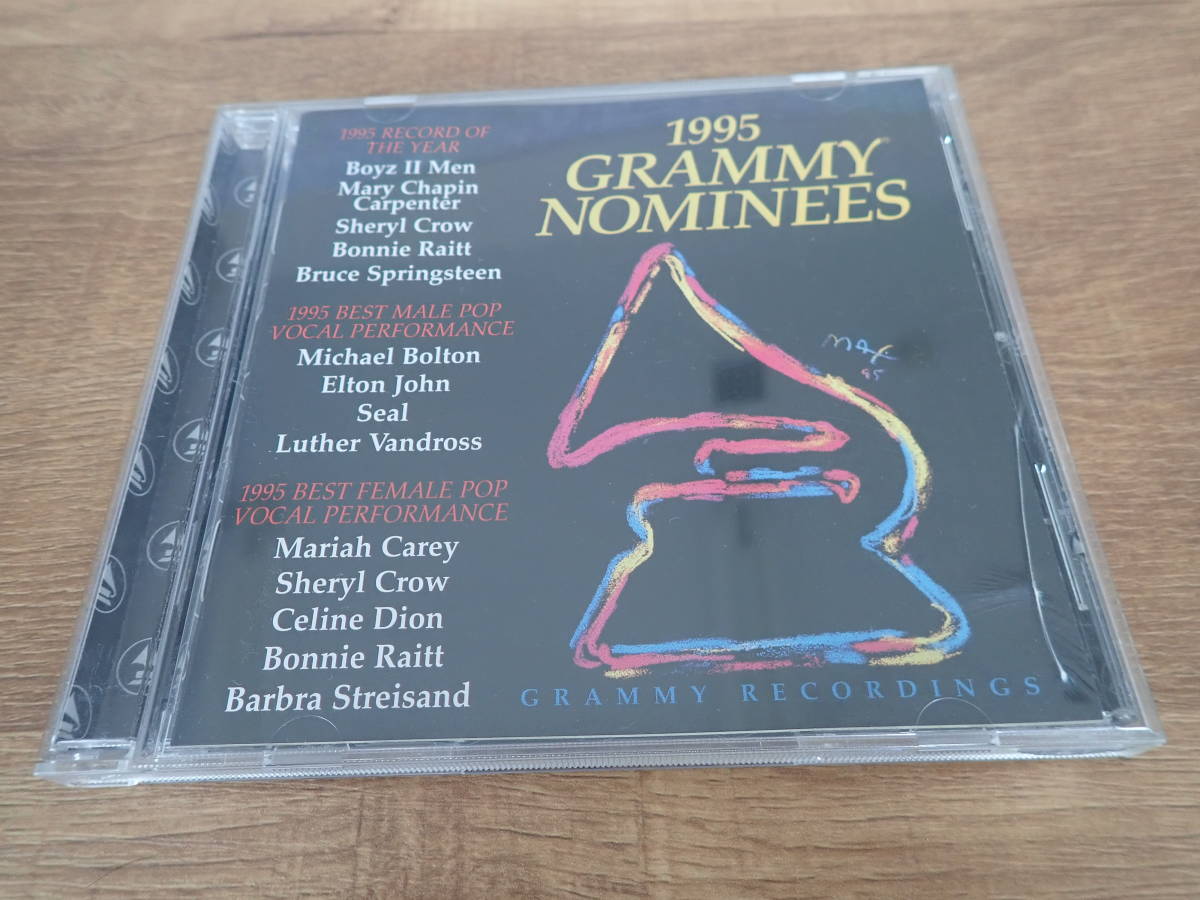 1995 RECORD OF
THE YEAR
Boyz II Men
Mary Chapin
Carpenter
Sheryl Crow
Bonnie Raitt
Bruce Springsteen
1995 BEST MALE POP
VOCAL PERFORMANCE
Michael Bolton
Elton John
Seal
Luther Vandross
1995 BEST FEMALE POP
VOCAL PERFORMANCE
Mariah Carey
Sheryl Crow
Celine Dion
Bonnie Raitt
Barbra Streisand
1995
GRAMMY
NOMINEES
MAX
95
GRAMMY RECORDINGS